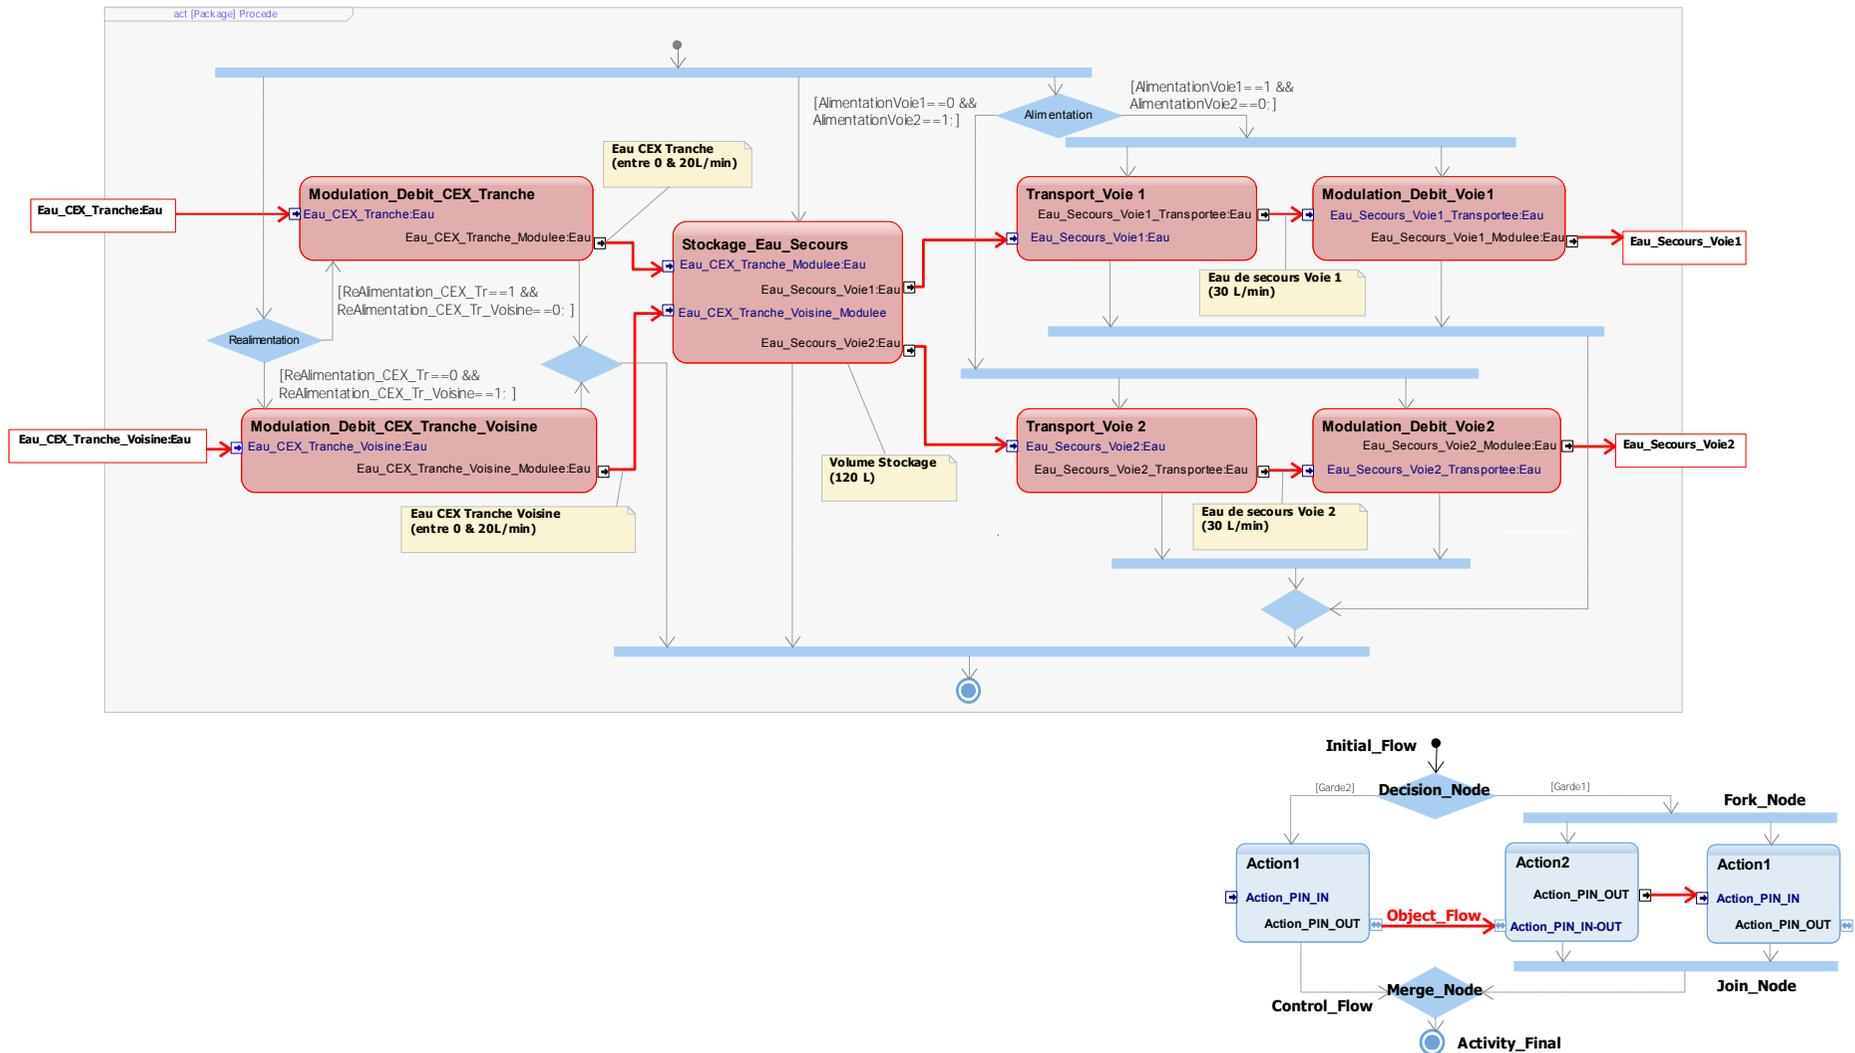 act [Package] Procede
[AlimentationVoie1==0 &&
AlimentationVoie2==1; ]
Alimentation
[AlimentationVoie1==1 &&
AlimentationVoie2==0; ]
Eau CEX Tranche
(entre 0 & 20L/min)
Eau_CEX_Tranche:Eau
Modulation_Debit_CEX_Tranche
Eau_CEX_Tranche:Eau
Eau_CEX_Tranche_Modulee:Eau
Stockage_Eau_Secours
Eau_CEX_Tranche_Modulee:Eau
Eau_Secours_Voie1:Eau
Eau_CEX_Tranche_Voisine_Modulee
Eau_Secours_Voie2:Eau
Transport_Voie 1
Eau_Secours_Voie1_Transportee:Eau
Eau_Secours_Voie1:Eau
Modulation_Debit_Voie1
Eau_Secours_Voie1_Transportee:Eau
Eau_Secours_Voie1_Modulee:Eau
Eau_Secours_Voie1
Eau de secours Voie 1
(30 L/min)
[ReAlimentation_CEX_Tr==1 &&
ReAlimentation_CEX_Tr_Voisine==0; ]
Realimentation
[ReAlimentation_CEX_Tr==0 &&
ReAlimentation_CEX_Tr_Voisine==1; ]
Eau_CEX_Tranche_Voisine:Eau
Modulation_Debit_CEX_Tranche_Voisine
Eau_CEX_Tranche_Voisine:Eau
Eau_CEX_Tranche_Voisine_Modulee:Eau
Volume Stockage
(120 L)
Transport_Voie 2
Eau_Secours_Voie2:Eau
Eau_Secours_Voie2_Transportee:Eau
Modulation_Debit_Voie2
Eau_Secours_Voie2_Modulee:Eau
Eau_Secours_Voie2_Transportee:Eau
Eau_Secours_Voie2
Eau CEX Tranche Voisine
(entre 0 & 20L/min)
Eau de secours Voie 2
(30 L/min)
Initial_Flow
[Garde2]
Decision_Node
[Garde1]
Fork_Node
Action1
Action_PIN_IN
Action_PIN_OUT
Object_Flow
Action2
Action_PIN_OUT
Action_PIN_IN-OUT
Action1
Action_PIN_IN
Action_PIN_OUT
Merge_Node
Join_Node
Control_Flow
Activity_Final